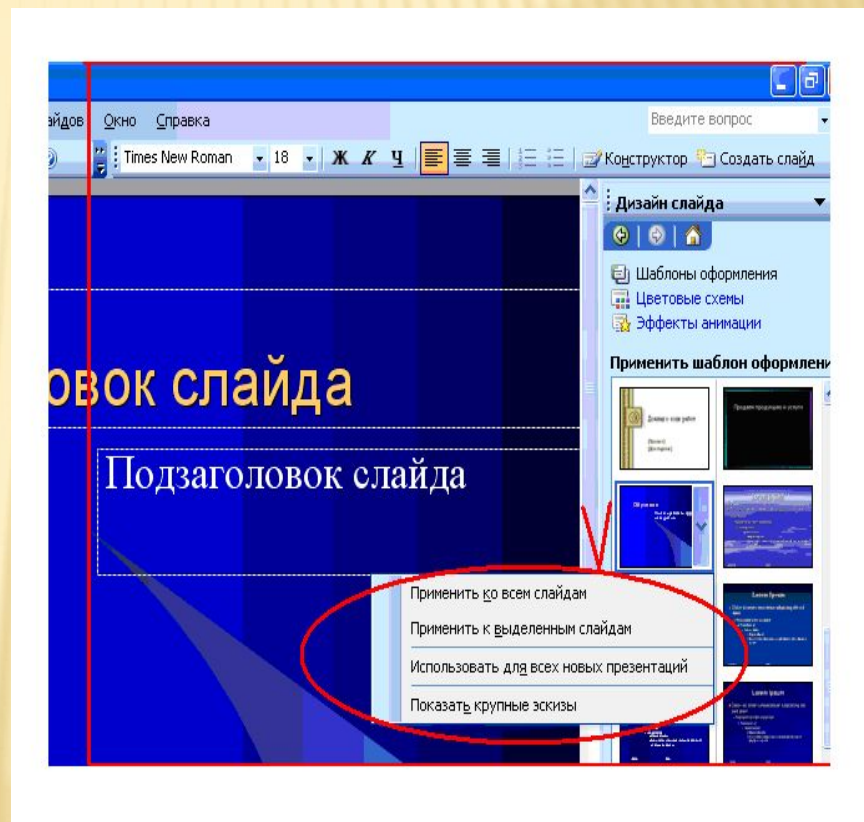 айдов Окно Справка Введите вопрос
Times New Roman 18 Ж К Ч Конструктор Создать слайд
Дизайн слайда
Шаблоны оформления
Цветовые схемы
Эффекты анимации
Применить шаблон оформлени
овок слайда
Подзаголовок слайда
Применить ко всем слайдам
Применить к выделенным слайдам
Использовать для всех новых презентаций
Показать крупные эскизы